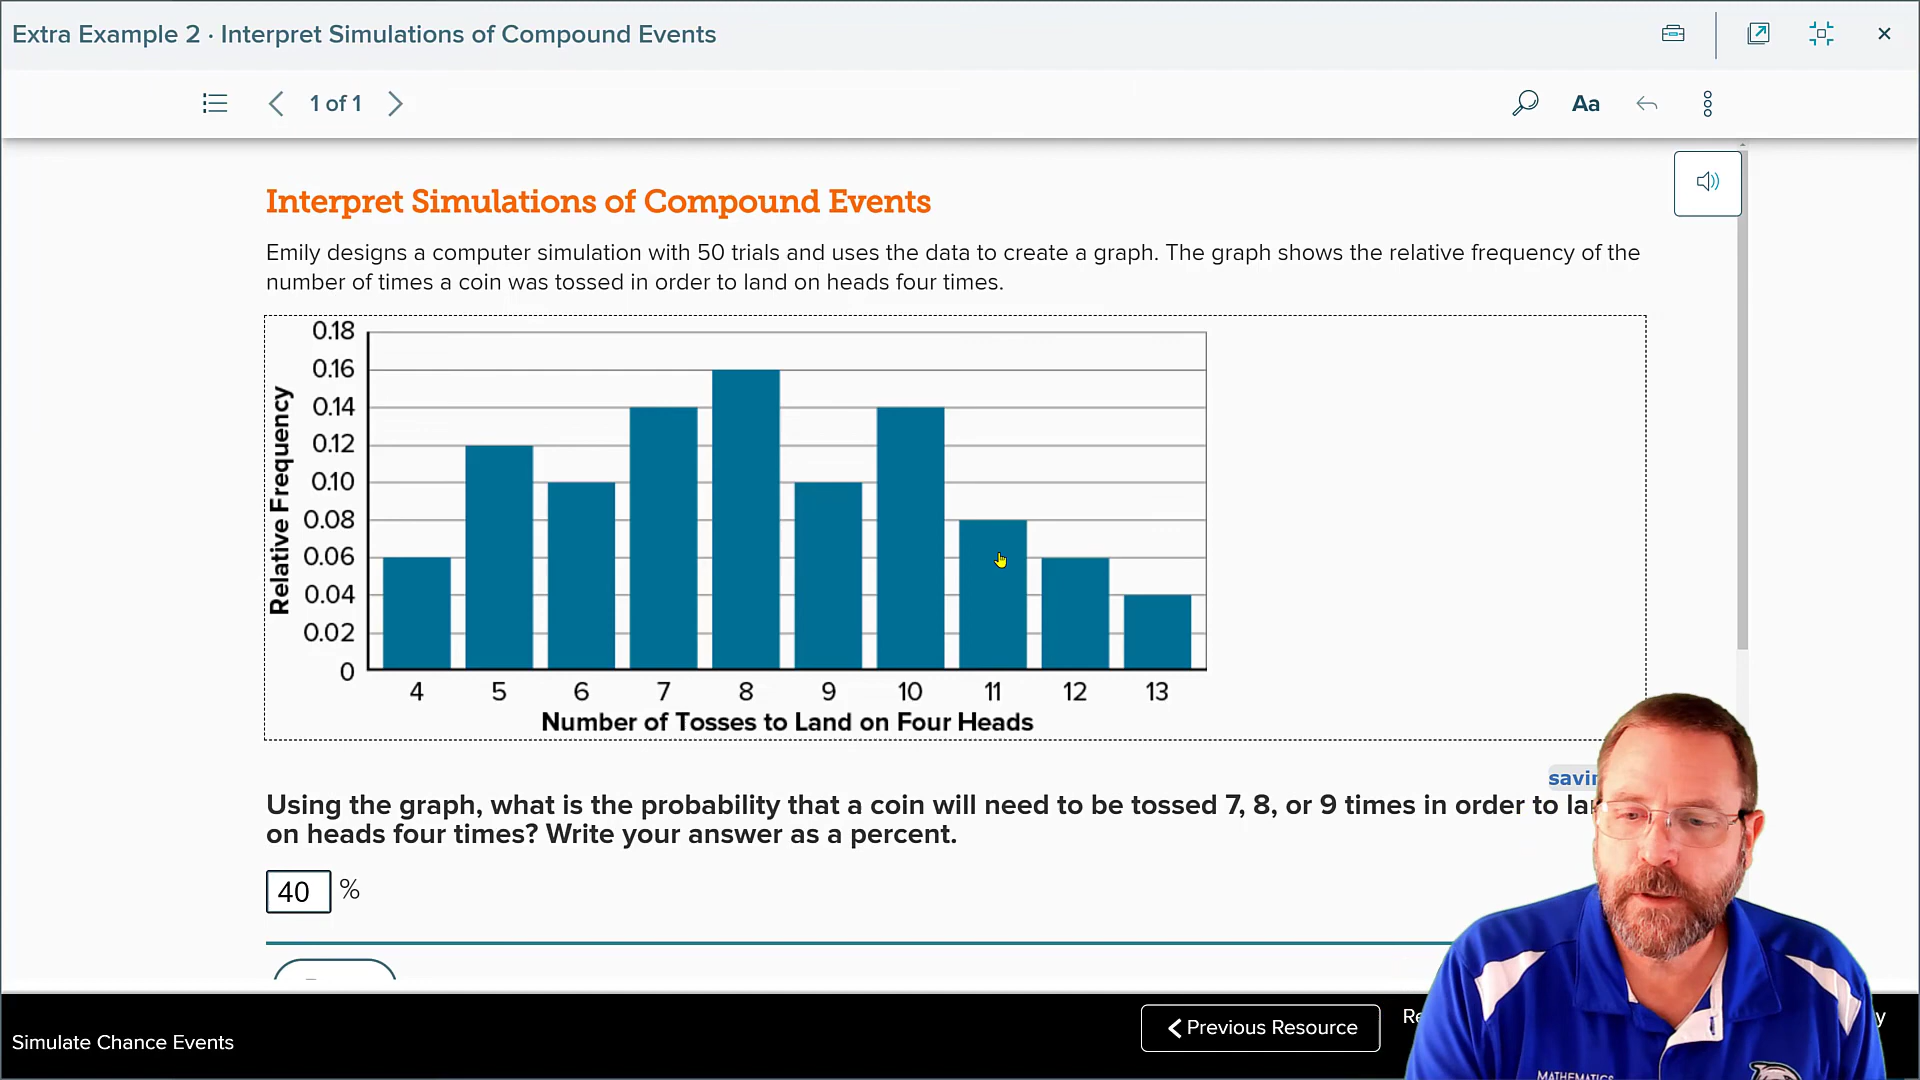 Extra Example 2 · Interpret Simulations of Compound Events
1 of 1
Aa
Interpret Simulations of Compound Events
Emily designs a computer simulation with 50 trials and uses the data to create a graph. The graph shows the relative frequency of the
number of times a coin was tossed in order to land on heads four times.
Relative Frequency
0.18
0.16
0.14
0.12
0.10
0.08
0.06
0.04
0.02
0
4 5 6 7 8 9 10 11 12 13
Number of Tosses to Land on Four Heads
Using the graph, what is the probability that a coin will need to be tossed 7, 8, or 9 times in order to
on heads four times? Write your answer as a percent.
40 %
Simulate Chance Events
Previous Resource
MATHEMATICS